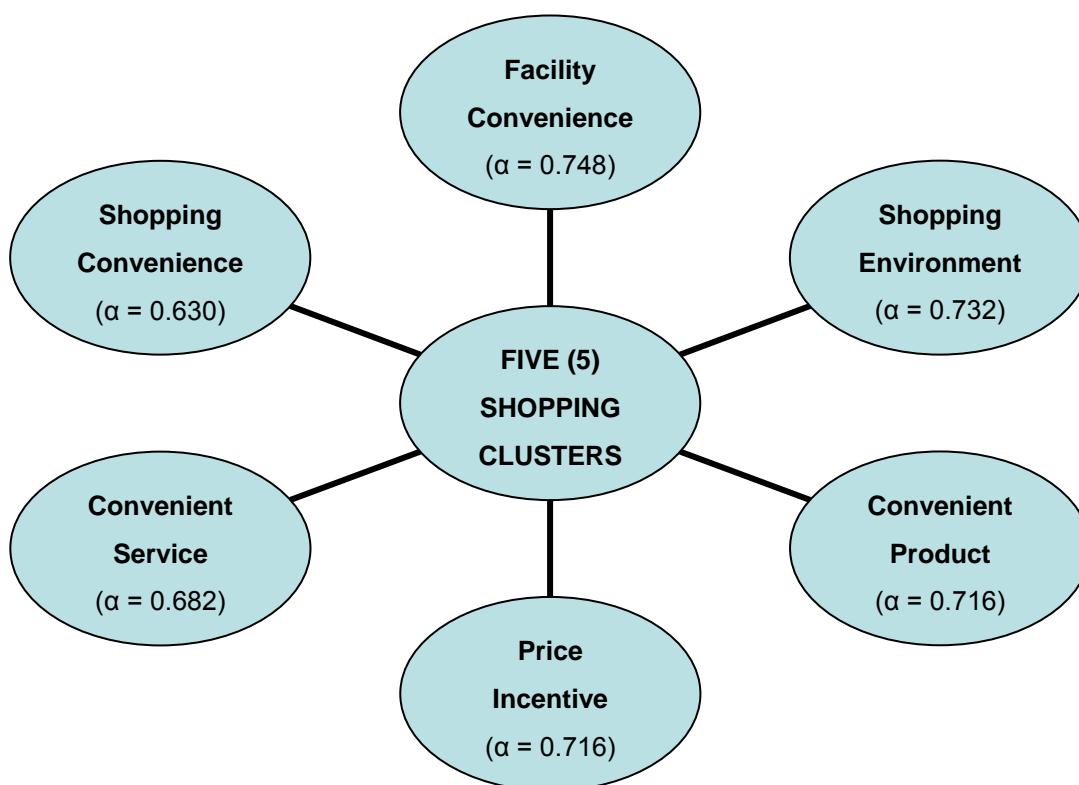 Facility
Convenience
(α = 0.748)
Shopping
Convenience
(α = 0.630)
Shopping
Environment
(α = 0.732)
FIVE (5)
SHOPPING
CLUSTERS
Convenient
Service
(α = 0.682)
Convenient
Product
(α = 0.716)
Price
Incentive
(α = 0.716)